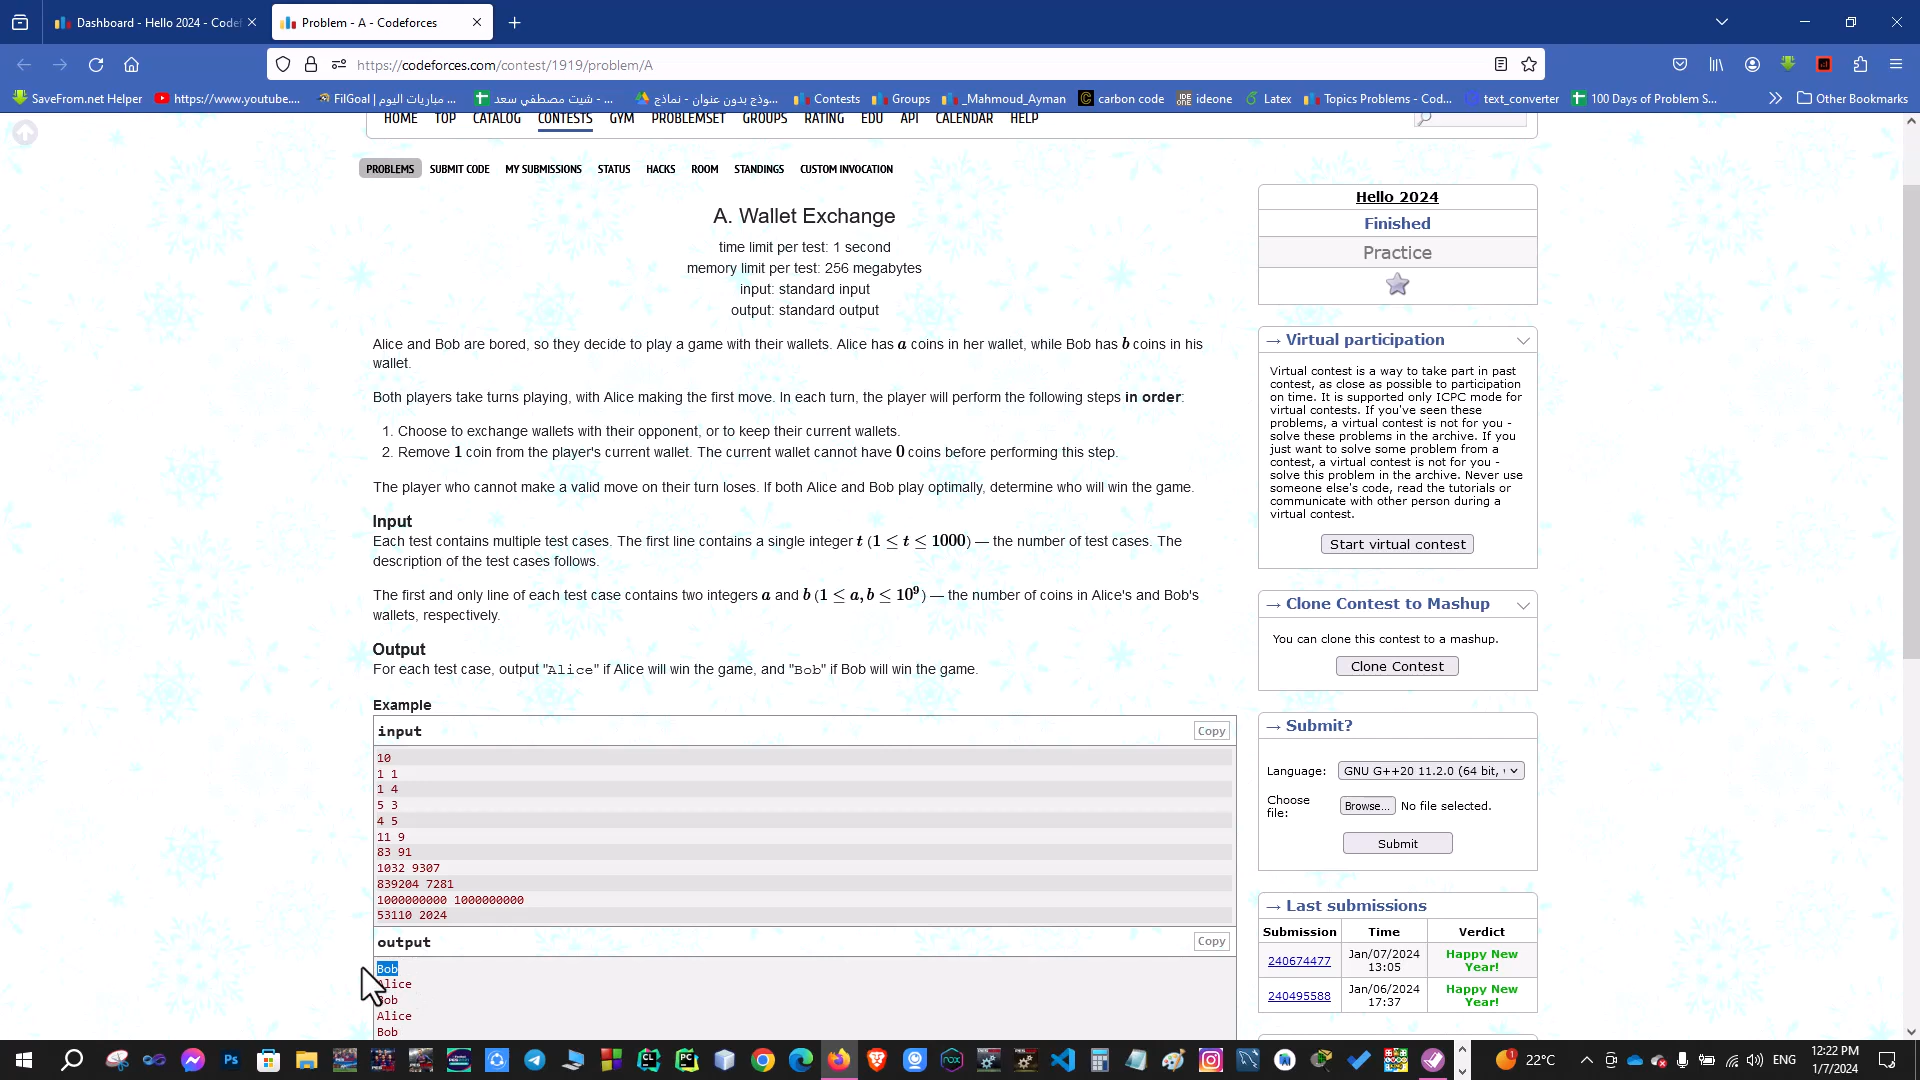 Dashboard - Hello 2024 - Codef
Problem - A - Codeforces
https://codeforces.com/contest/1919/problem/A
SaveFrom.net Helper
https://www.youtube....
FilGoal | مباريات اليوم ...
شيت مصطفي سعد - ...
نموذج بدون عنوان - نماذج...
Contests
Groups
_Mahmoud_Ayman
carbon code
ideone
Latex
Topics Problems - Cod...
text_converter
100 Days of Problem S...
Other Bookmarks
HOME TOP CATALOG CONTESTS GYM PROBLEMSET GROUPS RATING EDU API CALENDAR HELP
PROBLEMS SUBMIT CODE MY SUBMISSIONS STATUS HACKS ROOM STANDINGS CUSTOM INVOCATION
A. Wallet Exchange
time limit per test: 1 second
memory limit per test: 256 megabytes
input: standard input
output: standard output
Alice and Bob are bored, so they decide to play a game with their wallets. Alice has a coins in her wallet, while Bob has b coins in his
wallet.
Both players take turns playing, with Alice making the first move. In each turn, the player will perform the following steps in order:
1. Choose to exchange wallets with their opponent, or to keep their current wallets.
2. Remove 1 coin from the player's current wallet. The current wallet cannot have 0 coins before performing this step.
The player who cannot make a valid move on their turn loses. If both Alice and Bob play optimally, determine who will win the game.
Input
Each test contains multiple test cases. The first line contains a single integer t (1 ≤ t ≤ 1000) — the number of test cases. The
description of the test cases follows.
The first and only line of each test case contains two integers a and b (1 ≤ a, b ≤ 10⁹) — the number of coins in Alice's and Bob's
wallets, respectively.
Output
For each test case, output "Alice" if Alice will win the game, and "Bob" if Bob will win the game.
Example
input
Copy
10
1 1
1 4
5 3
4 5
11 9
83 91
1032 9307
839204 7281
1000000000 1000000000
53110 2024
output
Copy
Bob
Alice
Bob
Alice
Bob
Hello 2024
Finished
Practice
→ Virtual participation
Virtual contest is a way to take part in past
contest, as close as possible to participation
on time. It is supported only ICPC mode for
virtual contests. If you've seen these
problems, a virtual contest is not for you -
solve these problems in the archive. If you
just want to solve some problem from a
contest, a virtual contest is not for you -
solve this problem in the archive. Never use
someone else's code, read the tutorials or
communicate with other person during a
virtual contest.
Start virtual contest
→ Clone Contest to Mashup
You can clone this contest to a mashup.
Clone Contest
→ Submit?
Language: GNU G++20 11.2.0 (64 bit,
Choose
file:
Browse... No file selected.
Submit
→ Last submissions
Submission Time Verdict
240674477 Jan/07/2024 13:05 Happy New Year!
240495588 Jan/06/2024 17:37 Happy New Year!
22°C
ENG
12:22 PM
1/7/2024